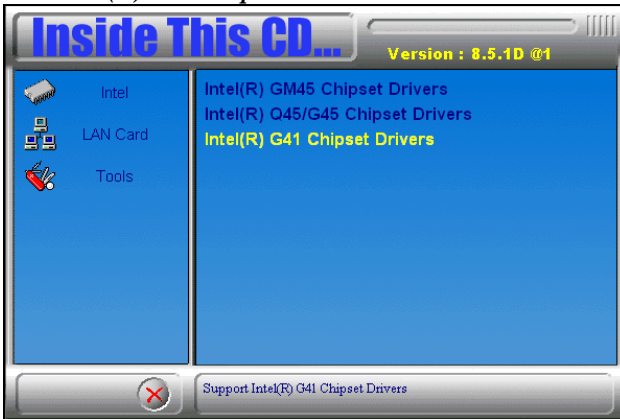 Inside This CD...
Version : 8.5.1D @1
Intel
LAN Card
Tools
Intel(R) GM45 Chipset Drivers
Intel(R) Q45/G45 Chipset Drivers
Intel(R) G41 Chipset Drivers
Support Intel(R) G41 Chipset Drivers